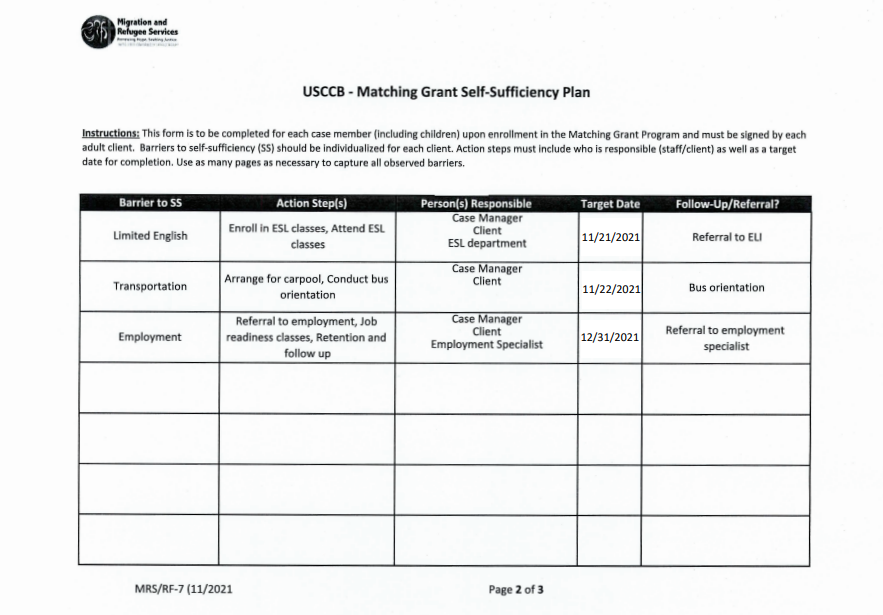 Migration and
Refugee Services
USCCB - Matching Grant Self-Sufficiency Plan
Instructions: This form is to be completed for each case member (including children) upon enrollment in the Matching Grant Program and must be signed by each
adult client. Barriers to self-sufficiency (SS) should be individualized for each client. Action steps must include who is responsible (staff/client) as well as a target
date for completion. Use as many pages as necessary to capture all observed barriers.
Barrier to SS Action Step(s) Person(s) Responsible Target Date Follow-Up/Referral?
Limited English
Enroll in ESL classes, Attend ESL
classes
Case Manager
Client
ESL department
11/21/2021
Referral to ELI
Transportation
Arrange for carpool, Conduct bus
orientation
Case Manager
Client
11/22/2021
Bus orientation
Employment
Referral to employment, Job
readiness classes, Retention and
follow up
Case Manager
Client
Employment Specialist
12/31/2021
Referral to employment
specialist
MRS/RF-7 (11/2021
Page 2 of 3